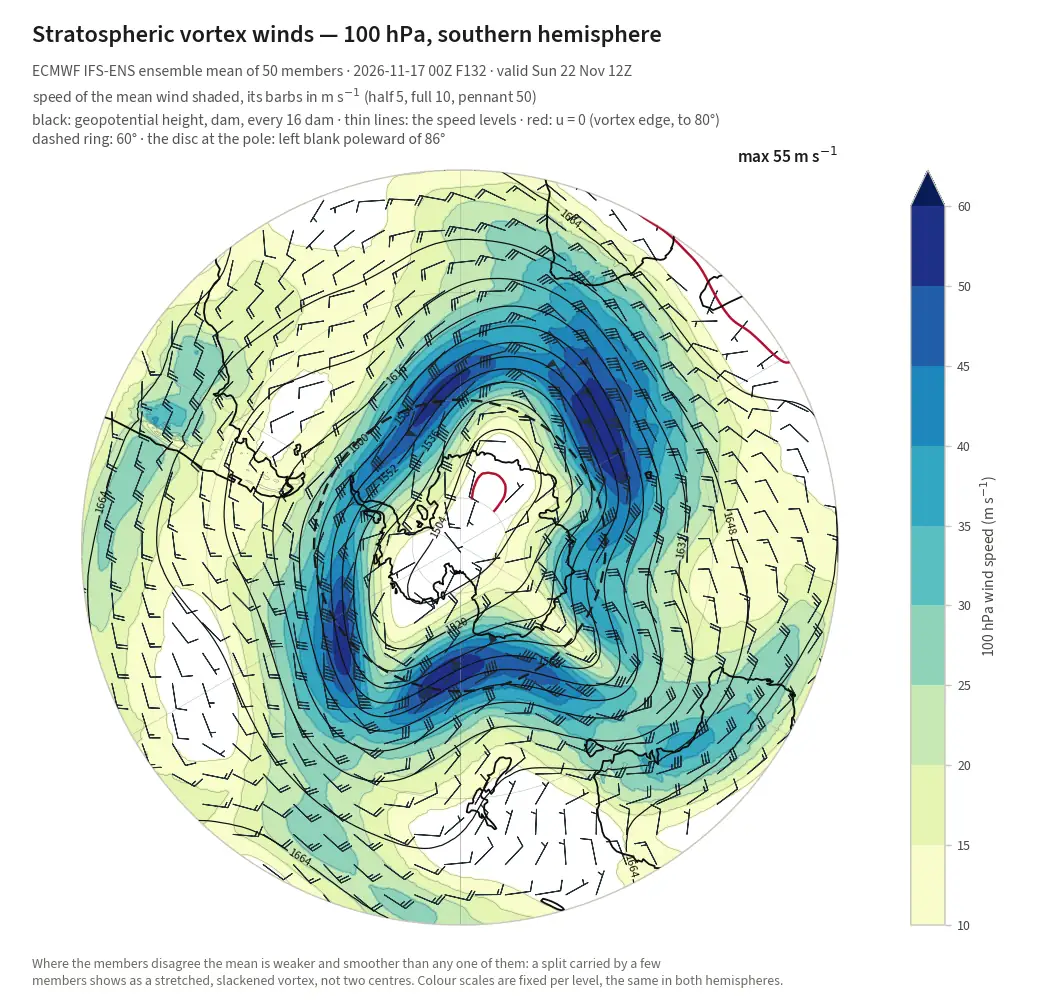 Stratospheric vortex winds — 100 hPa, southern hemisphere
ECMWF IFS-ENS ensemble mean of 50 members · 2026-11-17 00Z F132 · valid Sun 22 Nov 12Z
speed of the mean wind shaded, its barbs in m s⁻¹ (half 5, full 10, pennant 50)
black: geopotential height, dam, every 16 dam · thin lines: the speed levels · red: u = 0 (vortex edge, to 80°)
dashed ring: 60° · the disc at the pole: left blank poleward of 86°
max 55 m s⁻¹
60
50
45
40
35
30
25
20
15
10
100 hPa wind speed (m s⁻¹)
1664
1616
1600
1536
1552
1664
1504
1648
1632
1520
1664
1664
Where the members disagree the mean is weaker and smoother than any one of them: a split carried by a few
members shows as a stretched, slackened vortex, not two centres. Colour scales are fixed per level, the same in both hemispheres.